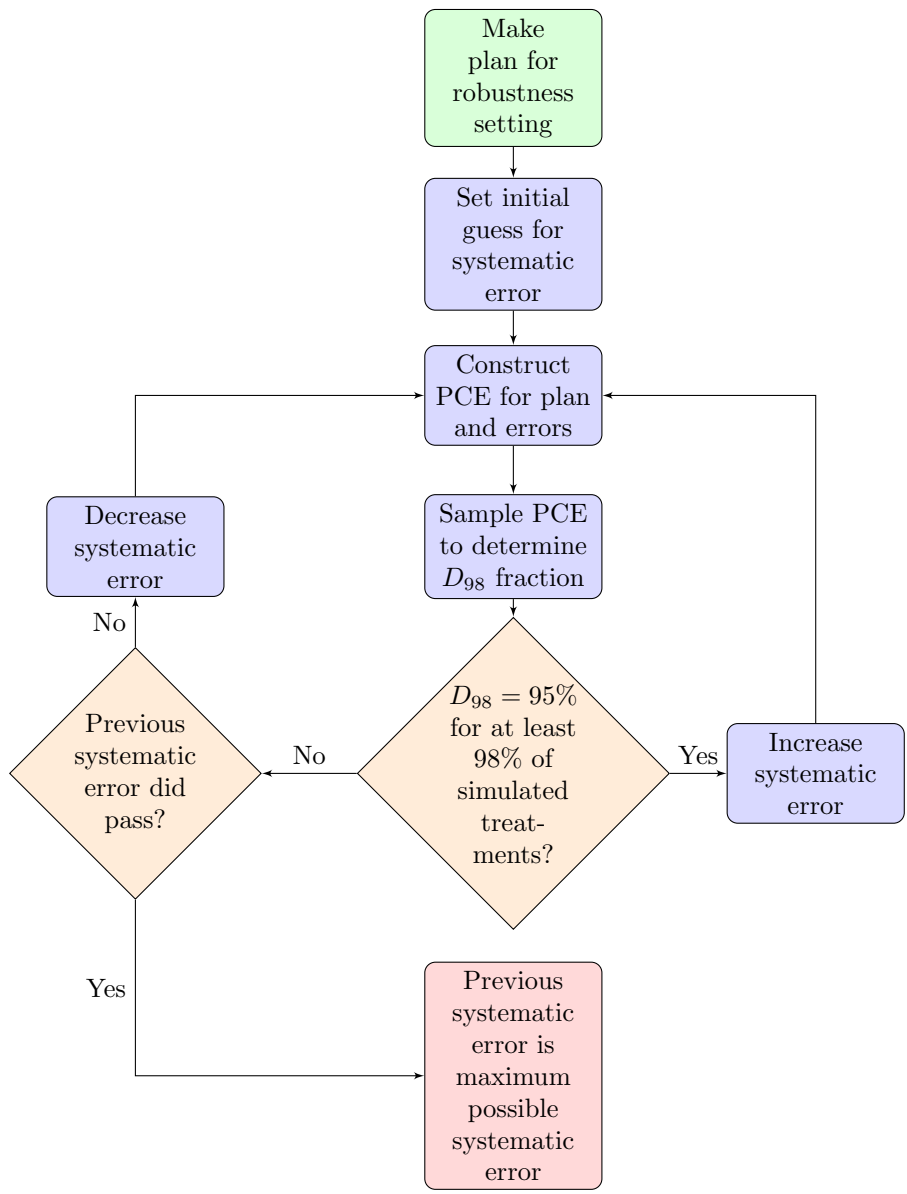 Make
plan for
robustness
setting
Set initial
guess for
systematic
error
Construct
PCE for plan
and errors
Decrease
systematic
error
Sample PCE
to determine
D98 fraction
No
Previous
systematic
error did
pass?
No
D98 = 95%
for at least
98% of
simulated
treat-
ments?
Yes
Increase
systematic
error
Yes
Previous
systematic
error is
maximum
possible
systematic
error